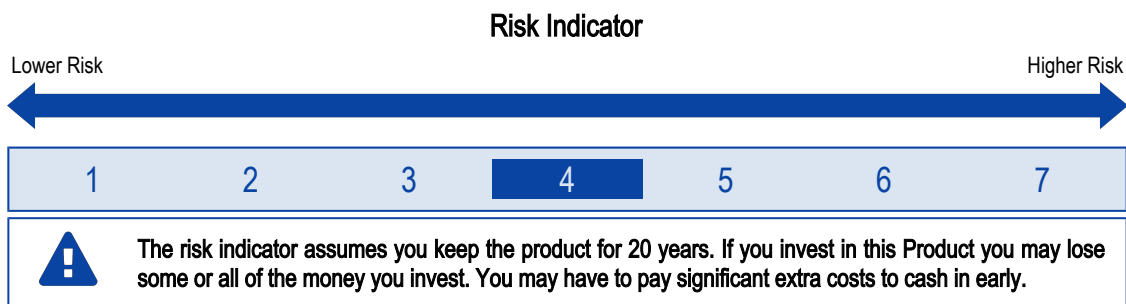 Risk Indicator
Lower Risk Higher Risk
1 2 3 4 5 6 7
The risk indicator assumes you keep the product for 20 years. If you invest in this Product you may lose
some or all of the money you invest. You may have to pay significant extra costs to cash in early.